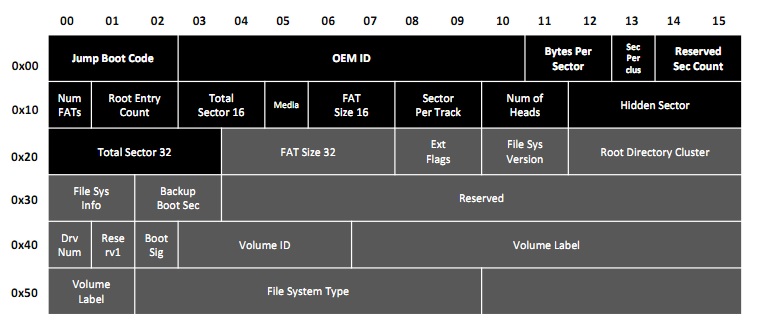 00 01 02 03 04 05 06 07 08 09 10 11 12 13 14 15
0x00 Jump Boot Code OEM ID Bytes Per Sector Sec Per clus Reserved Sec Count
0x10 Num FATs Root Entry Count Total Sector 16 Media FAT Size 16 Sector Per Track Num of Heads Hidden Sector
0x20 Total Sector 32 FAT Size 32 Ext Flags File Sys Version Root Directory Cluster
0x30 File Sys Info Backup Boot Sec Reserved
0x40 Drv Num Rese rv1 Boot Sig Volume ID Volume Label
0x50 Volume Label File System Type